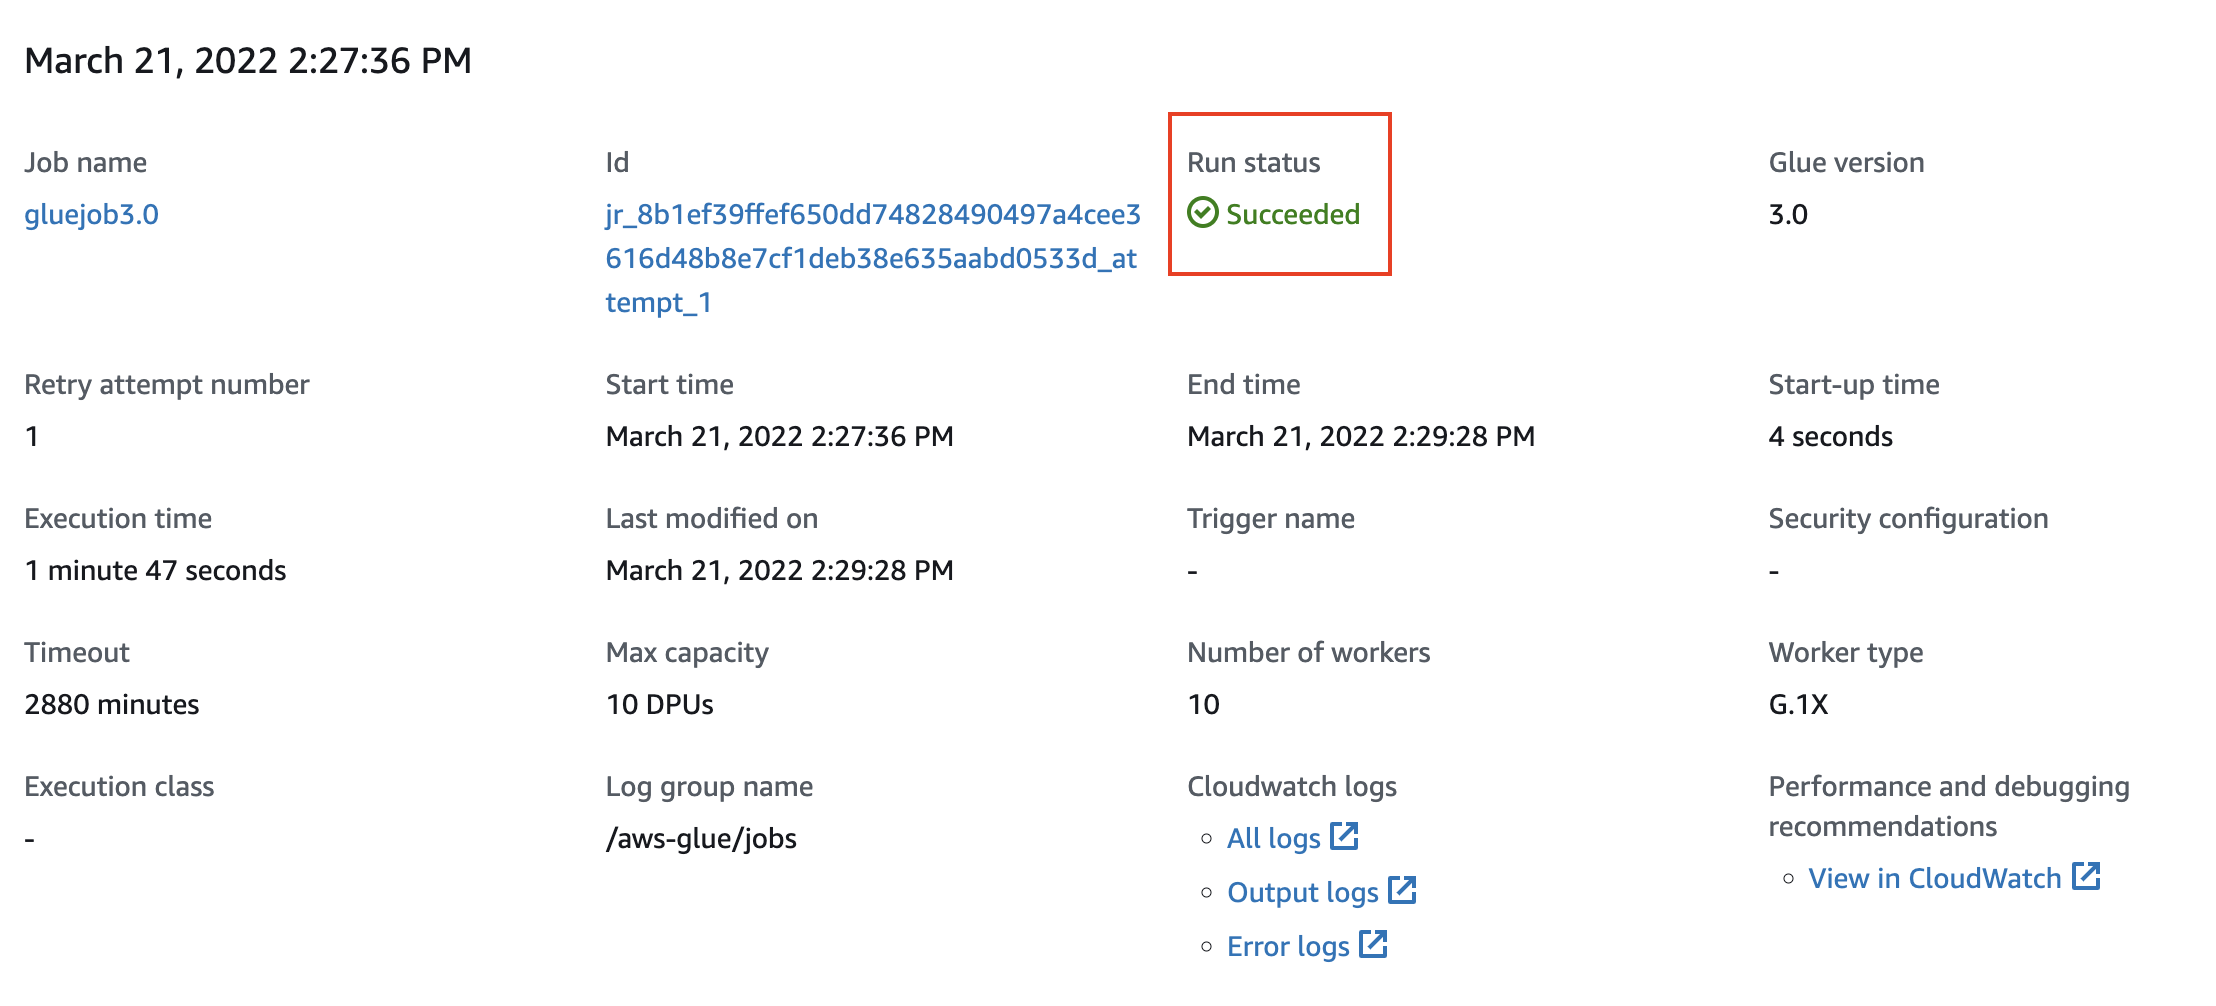 March 21, 2022 2:27:36 PM
Job name
gluejob3.0
Id
jr_8b1ef39ffef650dd74828490497a4cee3
616d48b8e7cf1deb38e635aabd0533d_at
tempt_1
Run status
Succeeded
Glue version
3.0
Retry attempt number
1
Start time
March 21, 2022 2:27:36 PM
End time
March 21, 2022 2:29:28 PM
Start-up time
4 seconds
Execution time
1 minute 47 seconds
Last modified on
March 21, 2022 2:29:28 PM
Trigger name
-
Security configuration
-
Timeout
2880 minutes
Max capacity
10 DPUs
Number of workers
10
Worker type
G.1X
Execution class
-
Log group name
/aws-glue/jobs
Cloudwatch logs
All logs
Output logs
Error logs
Performance and debugging
recommendations
View in CloudWatch